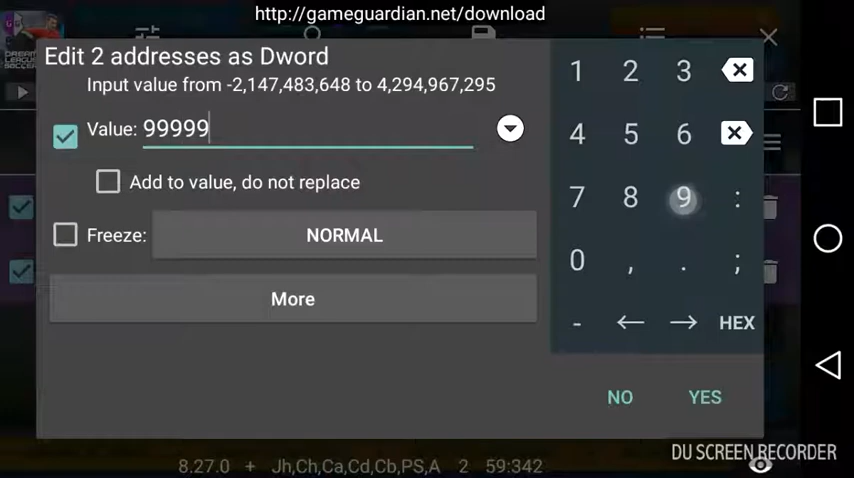 http://gameguardian.net/download
DREAM
LEAGUE
SOCCER
Edit 2 addresses as Dword
Input value from -2,147,483,648 to 4,294,967,295
Value: 99999
Add to value, do not replace
Freeze: NORMAL
More
1 2 3
4 5 6
7 8 9 :
0 , . ;
- ← → HEX
NO YES
DU SCREEN RECORDER
8.27.0 + Jh,Ch,Ca,Cd,Cb,PS,A 2 59:342